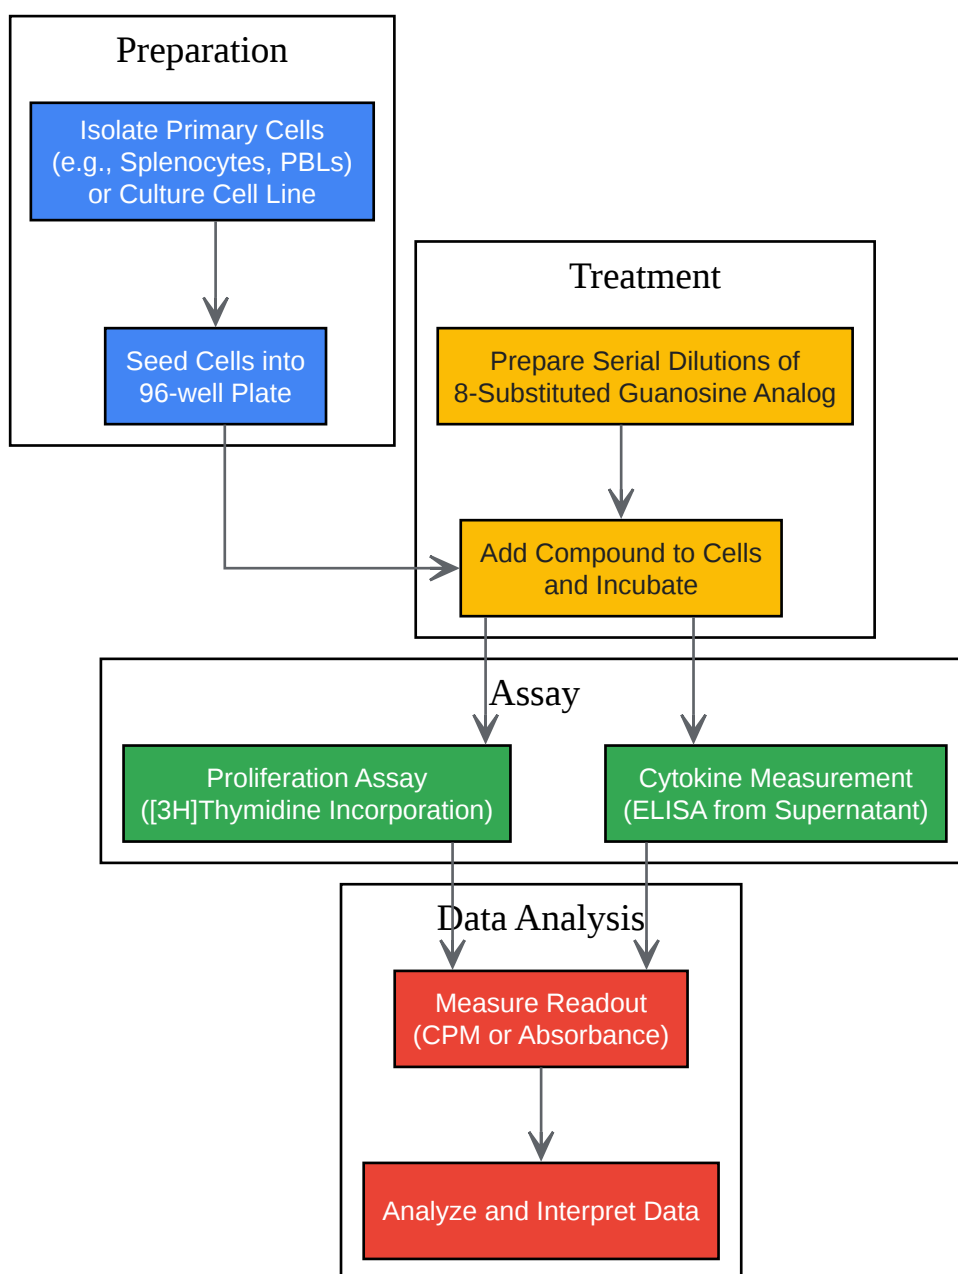 Preparation
Isolate Primary Cells
(e.g., Splenocytes, PBLs)
or Culture Cell Line
Seed Cells into
96-well Plate
Treatment
Prepare Serial Dilutions of
8-Substituted Guanosine Analog
Add Compound to Cells
and Incubate
Assay
Proliferation Assay
([3H]Thymidine Incorporation)
Cytokine Measurement
(ELISA from Supernatant)
Data Analysis
Measure Readout
(CPM or Absorbance)
Analyze and Interpret Data